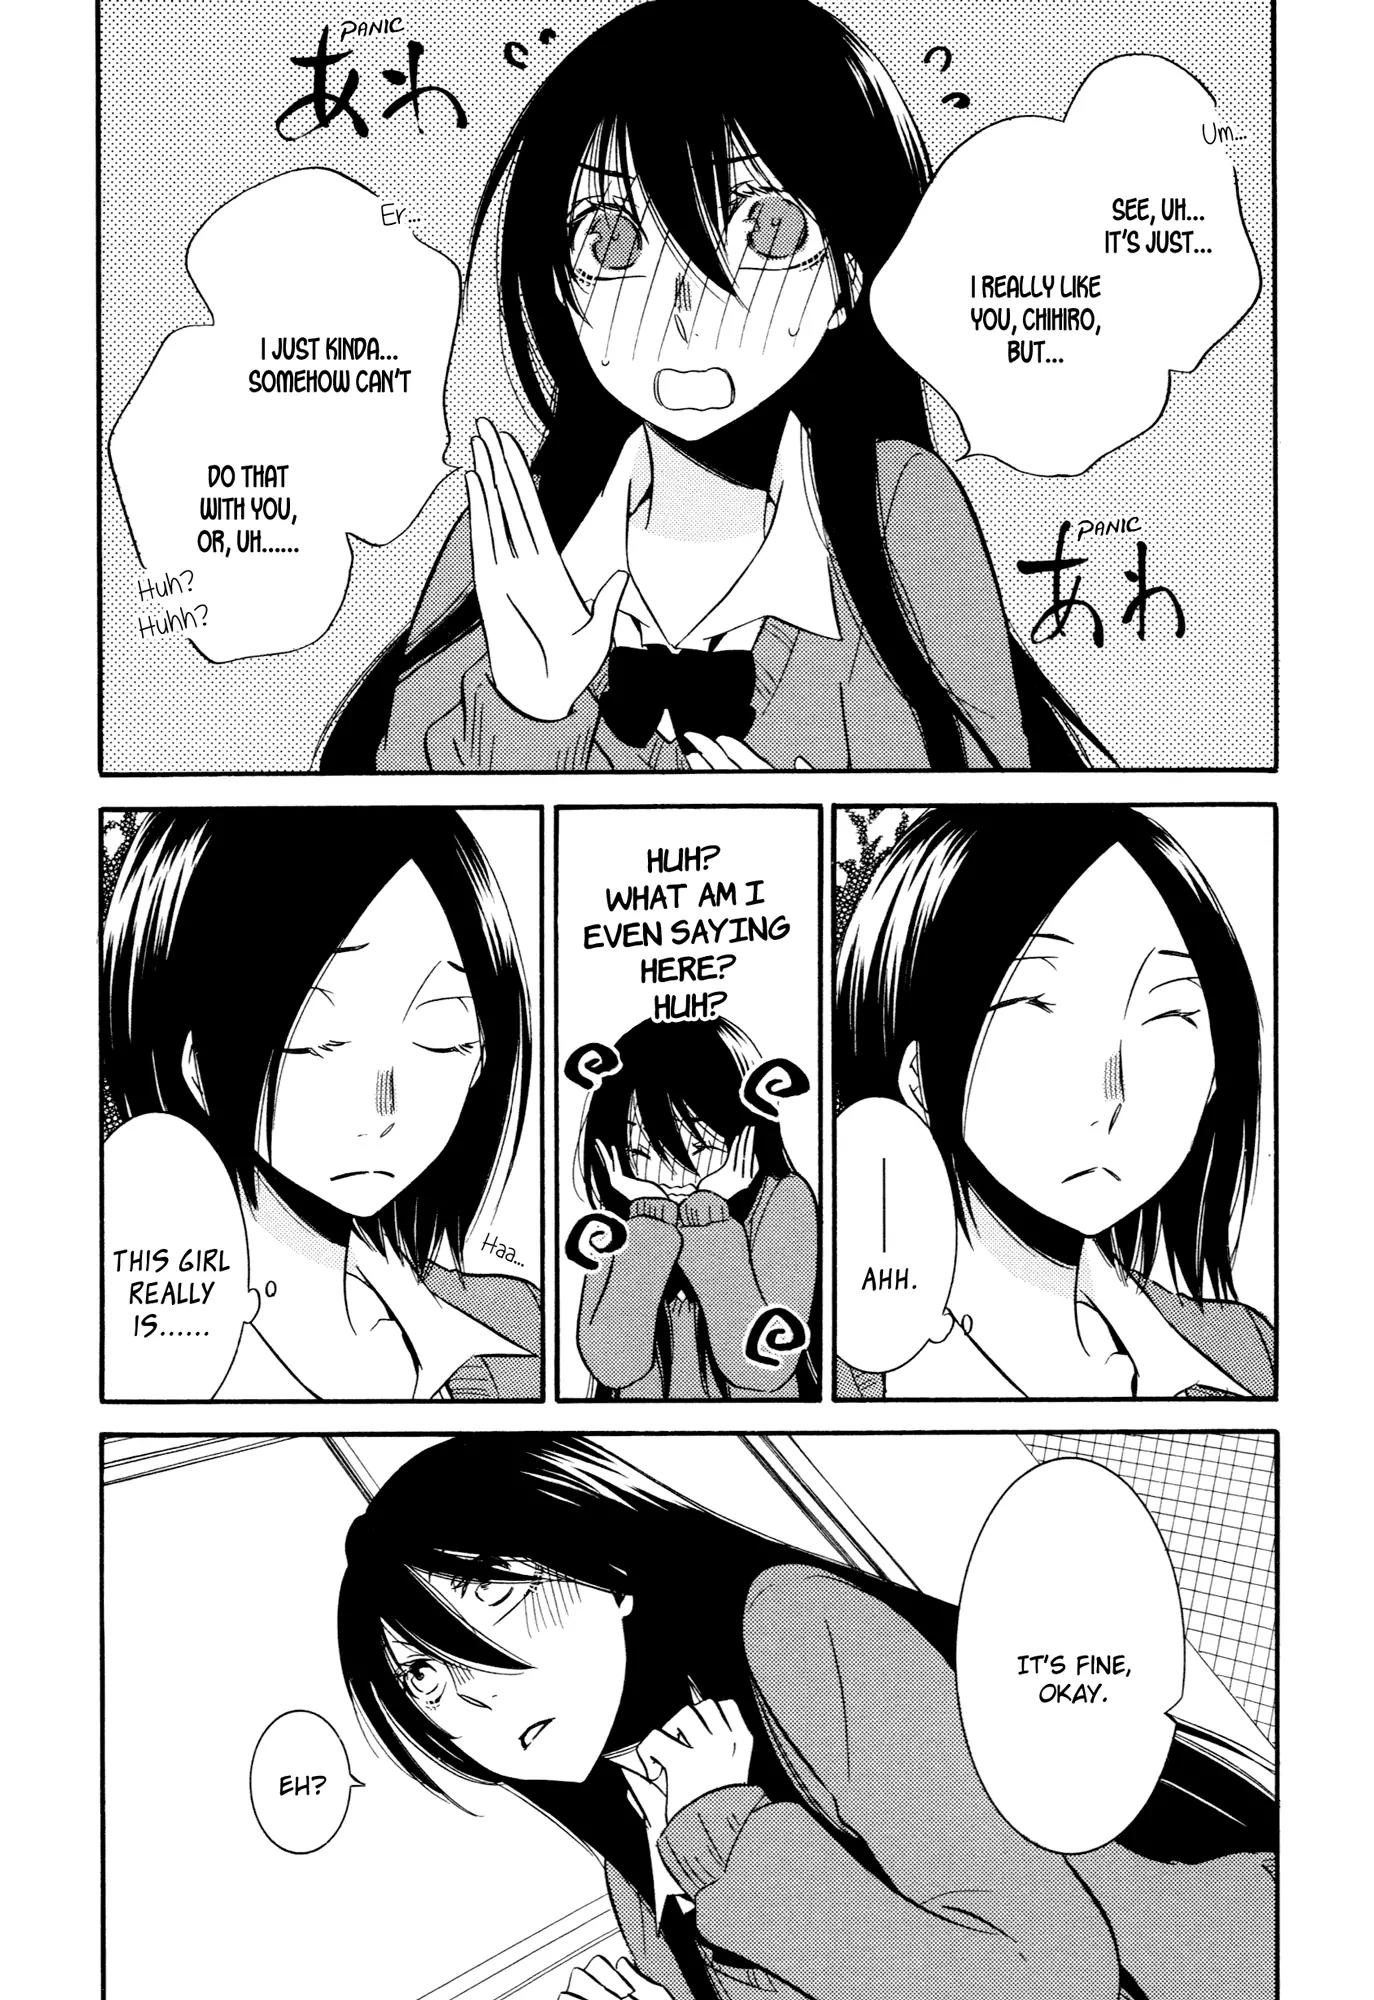 PANIC
あわ
Um...
SEE, UH...
IT'S JUST...
I REALLY LIKE
YOU, CHIHIRO,
BUT...
PANIC
あわ
Er...
I JUST KINDA...
SOMEHOW CAN'T
DO THAT
WITH YOU,
OR, UH......
Huh?
Huhh?
AHH.
HUH?
WHAT AM I
EVEN SAYING
HERE?
HUH?
THIS GIRL
REALLY
IS......
Haa...
IT'S FINE,
OKAY.
EH?